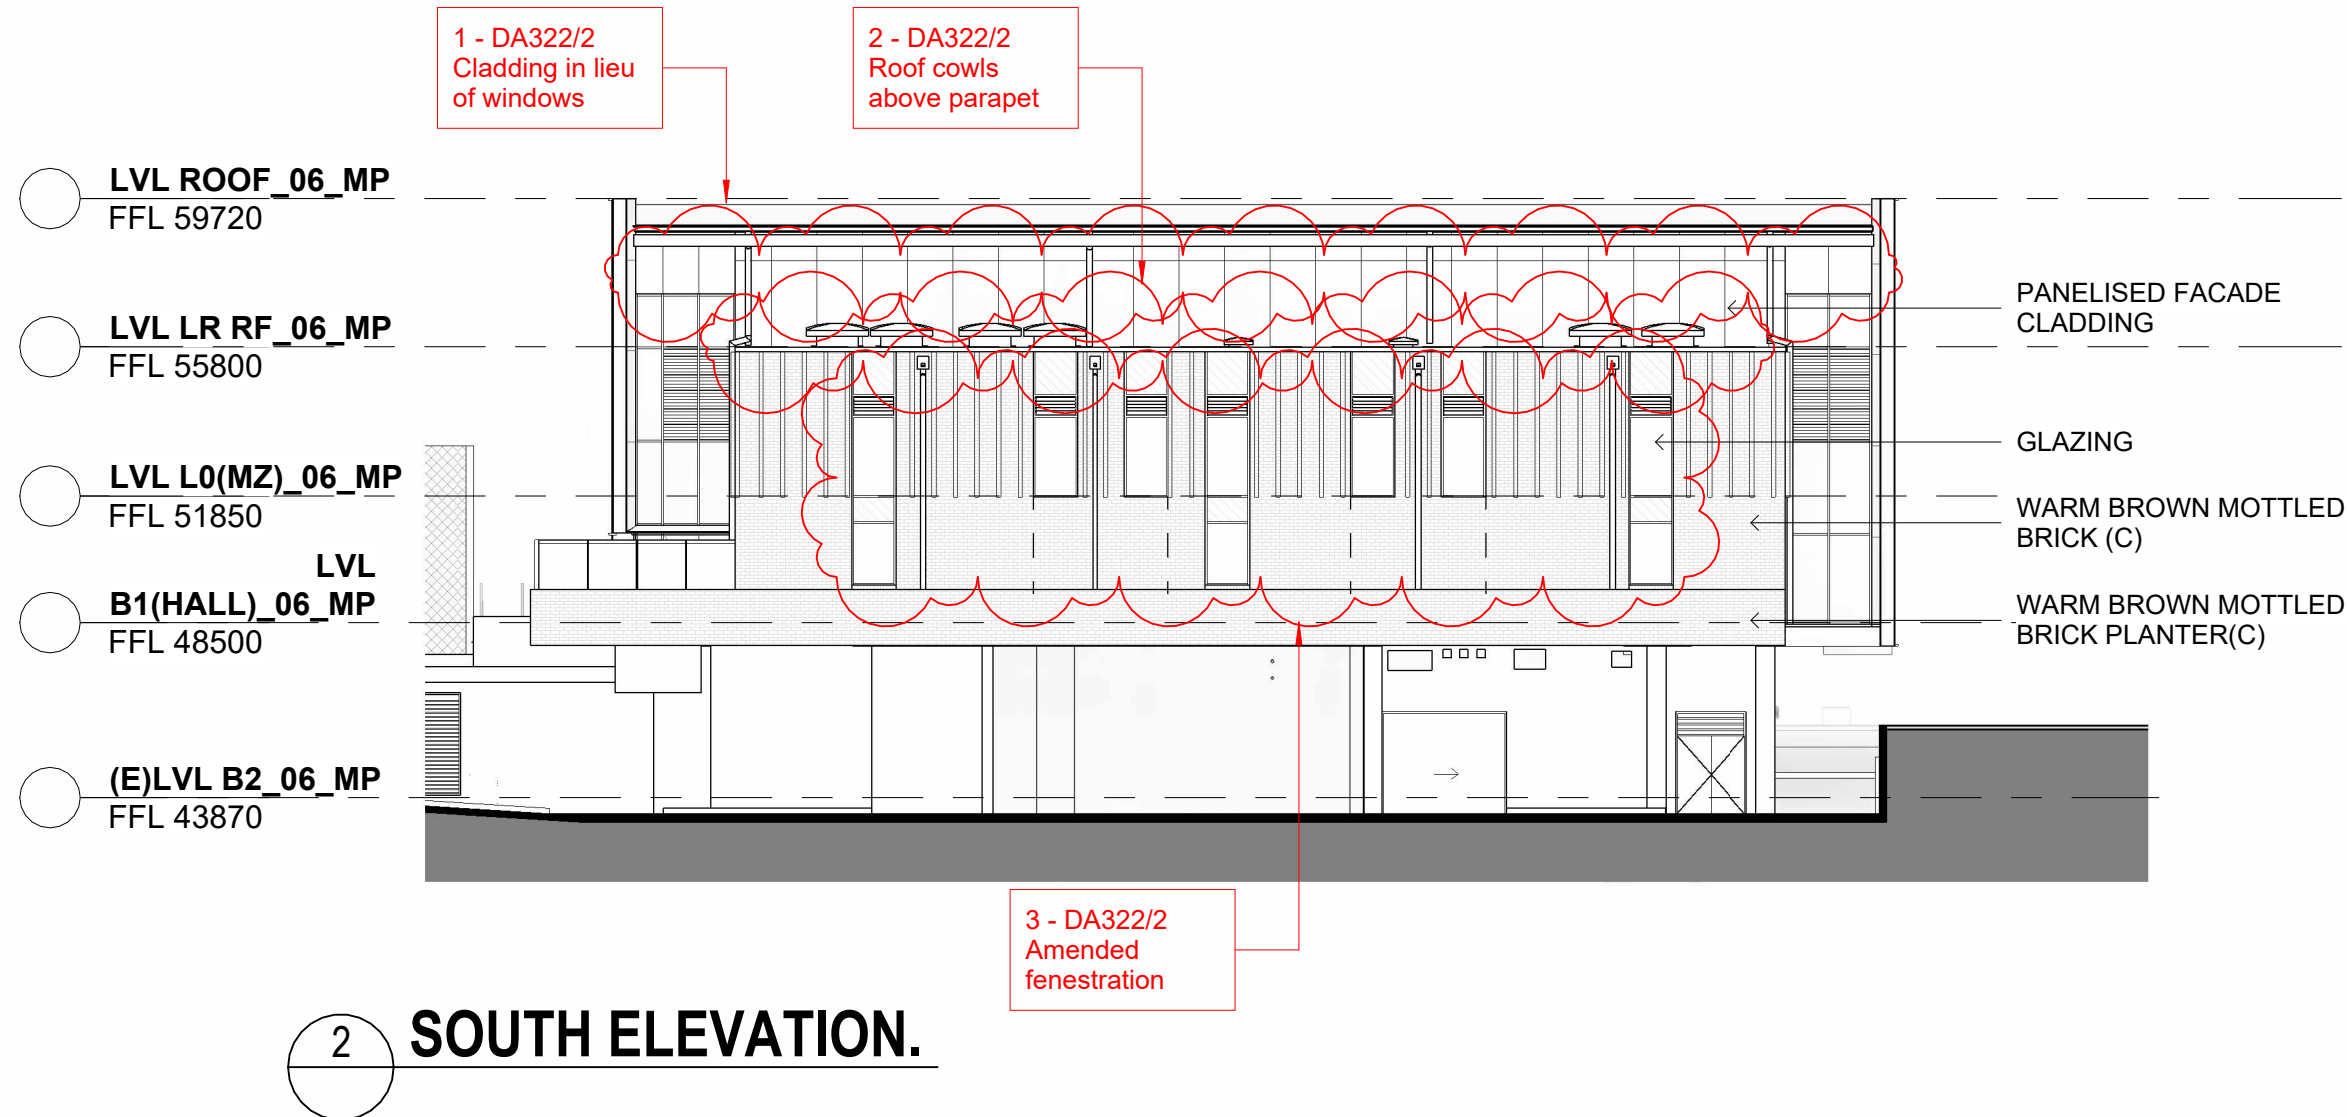 1 - DA322/2
Cladding in lieu
of windows
2 - DA322/2
Roof cowls
above parapet
LVL ROOF_06_MP
FFL 59720
LVL LR RF_06_MP
FFL 55800
LVL L0(MZ)_06_MP
FFL 51850
LVL
B1(HALL)_06_MP
FFL 48500
(E)LVL B2_06_MP
FFL 43870
PANELISED FACADE
CLADDING
GLAZING
WARM BROWN MOTTLED
BRICK (C)
WARM BROWN MOTTLED
BRICK PLANTER(C)
3 - DA322/2
Amended
fenestration
2 SOUTH ELEVATION.